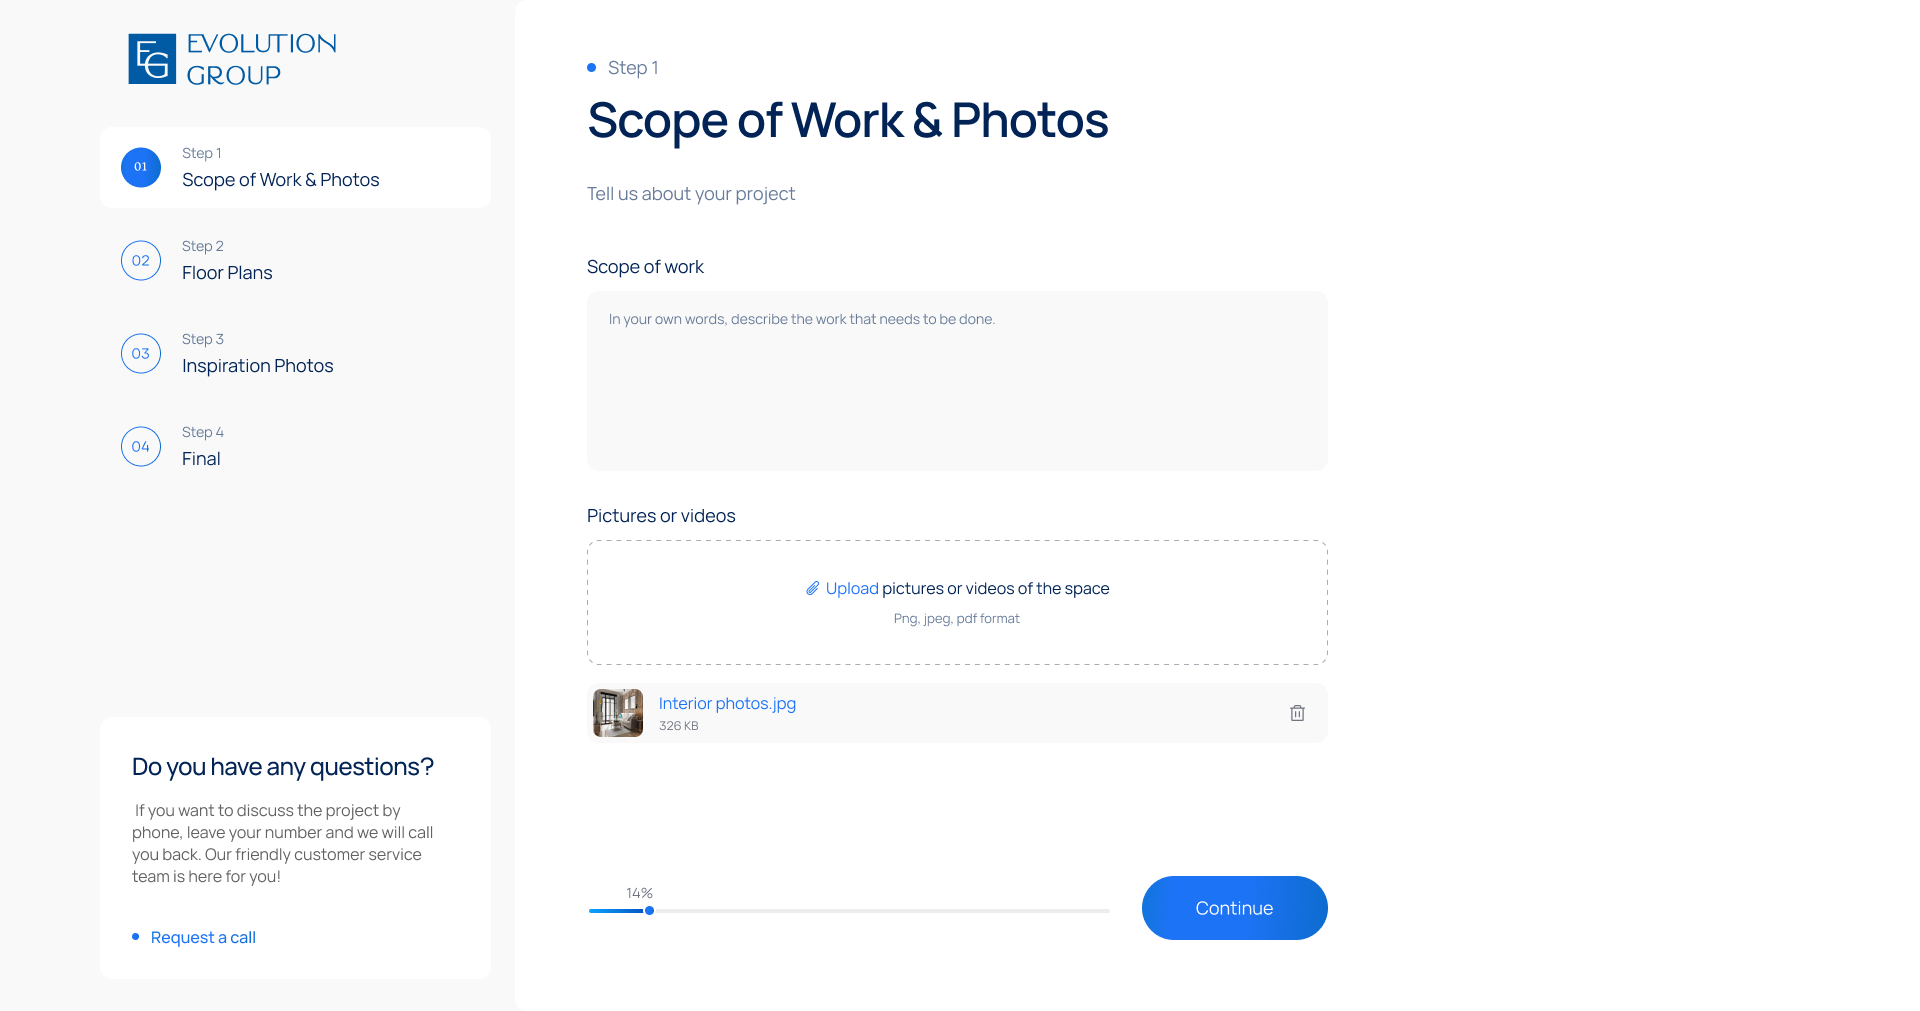 EG EVOLUTION
GROUP
01
Step 1
Scope of Work & Photos
02
Step 2
Floor Plans
03
Step 3
Inspiration Photos
04
Step 4
Final
Do you have any questions?
If you want to discuss the project by
phone, leave your number and we will call
you back. Our friendly customer service
team is here for you!
Request a call
Step 1
Scope of Work & Photos
Tell us about your project
Scope of work
In your own words, describe the work that needs to be done.
Pictures or videos
Upload pictures or videos of the space
Png, jpeg, pdf format
Interior photos.jpg
326 KB
14%
Continue